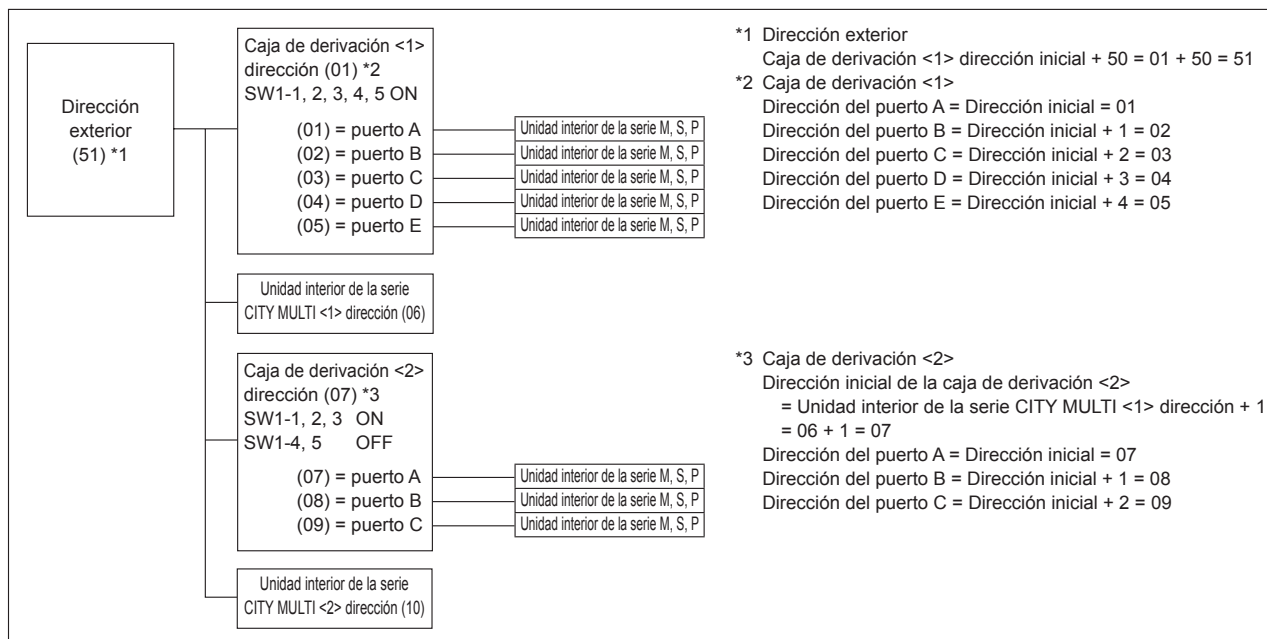 Dirección
exterior
(51) *1
Caja de derivación <1>
dirección (01) *2
SW1-1, 2, 3, 4, 5 ON
(01) = puerto A
(02) = puerto B
(03) = puerto C
(04) = puerto D
(05) = puerto E
Unidad interior de la serie M, S, P
Unidad interior de la serie M, S, P
Unidad interior de la serie M, S, P
Unidad interior de la serie M, S, P
Unidad interior de la serie M, S, P
Unidad interior de la serie
CITY MULTI <1> dirección (06)
Caja de derivación <2>
dirección (07) *3
SW1-1, 2, 3 ON
SW1-4, 5 OFF
(07) = puerto A
(08) = puerto B
(09) = puerto C
Unidad interior de la serie M, S, P
Unidad interior de la serie M, S, P
Unidad interior de la serie M, S, P
Unidad interior de la serie
CITY MULTI <2> dirección (10)
*1 Dirección exterior
Caja de derivación <1> dirección inicial + 50 = 01 + 50 = 51
*2 Caja de derivación <1>
Dirección del puerto A = Dirección inicial = 01
Dirección del puerto B = Dirección inicial + 1 = 02
Dirección del puerto C = Dirección inicial + 2 = 03
Dirección del puerto D = Dirección inicial + 3 = 04
Dirección del puerto E = Dirección inicial + 4 = 05
*3 Caja de derivación <2>
Dirección inicial de la caja de derivación <2>
= Unidad interior de la serie CITY MULTI <1> dirección + 1
= 06 + 1 = 07
Dirección del puerto A = Dirección inicial = 07
Dirección del puerto B = Dirección inicial + 1 = 08
Dirección del puerto C = Dirección inicial + 2 = 09